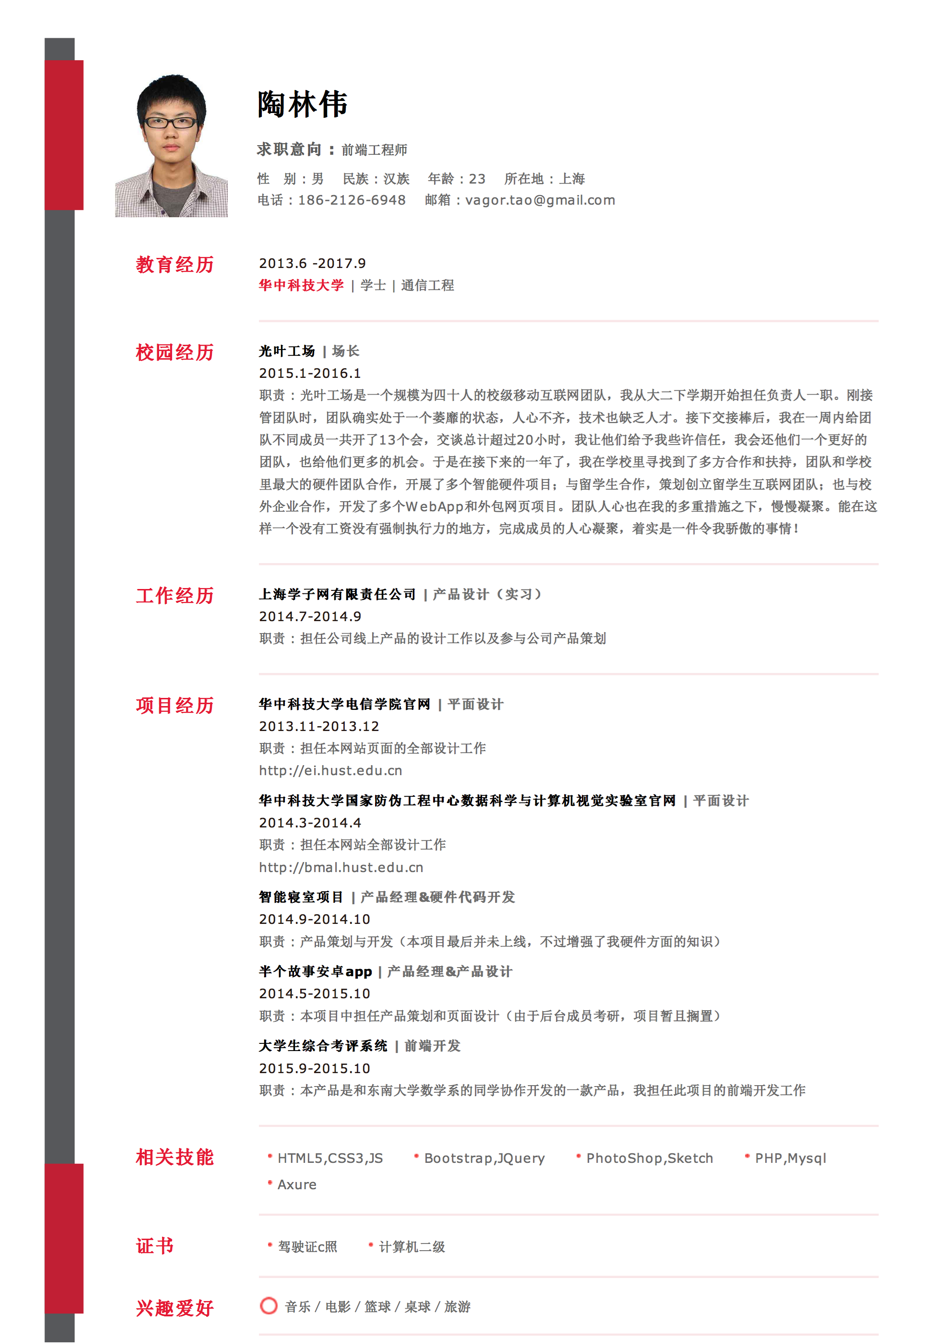 陶林伟
求职意向：前端工程师
性　别：男　民族：汉族　年龄：23　所在地：上海
电话：186-2126-6948　邮箱：vagor.tao@gmail.com
教育经历
2013.6 -2017.9
华中科技大学 | 学士 | 通信工程
校园经历
光叶工场 | 场长
2015.1-2016.1
职责：光叶工场是一个规模为四十人的校级移动互联网团队，我从大二下学期开始担任负责人一职。刚接
管团队时，团队确实处于一个萎靡的状态，人心不齐，技术也缺乏人才。接下交接棒后，我在一周内给团
队不同成员一共开了13个会，交谈总计超过20小时，我让他们给予我些许信任，我会还他们一个更好的
团队，也给他们更多的机会。于是在接下来的一年了，我在学校里寻找到了多方合作和扶持，团队和学校
里最大的硬件团队合作，开展了多个智能硬件项目；与留学生合作，策划创立留学生互联网团队；也与校
外企业合作，开发了多个WebApp和外包网页项目。团队人心也在我的多重措施之下，慢慢凝聚。能在这
样一个没有工资没有强制执行力的地方，完成成员的人心凝聚，着实是一件令我骄傲的事情！
工作经历
上海学子网有限责任公司 | 产品设计（实习）
2014.7-2014.9
职责：担任公司线上产品的设计工作以及参与公司产品策划
项目经历
华中科技大学电信学院官网 | 平面设计
2013.11-2013.12
职责：担任本网站页面的全部设计工作
http://ei.hust.edu.cn
华中科技大学国家防伪工程中心数据科学与计算机视觉实验室官网 | 平面设计
2014.3-2014.4
职责：担任本网站全部设计工作
http://bmal.hust.edu.cn
智能寝室项目 | 产品经理&硬件代码开发
2014.9-2014.10
职责：产品策划与开发（本项目最后并未上线，不过增强了我硬件方面的知识）
半个故事安卓app | 产品经理&产品设计
2014.5-2015.10
职责：本项目中担任产品策划和页面设计（由于后台成员考研，项目暂且搁置）
大学生综合考评系统 | 前端开发
2015.9-2015.10
职责：本产品是和东南大学数学系的同学协作开发的一款产品，我担任此项目的前端开发工作
相关技能
* HTML5,CSS3,JS　* Bootstrap,JQuery　* PhotoShop,Sketch　* PHP,Mysql
* Axure
证书
* 驾驶证c照　* 计算机二级
兴趣爱好
音乐 / 电影 / 篮球 / 桌球 / 旅游